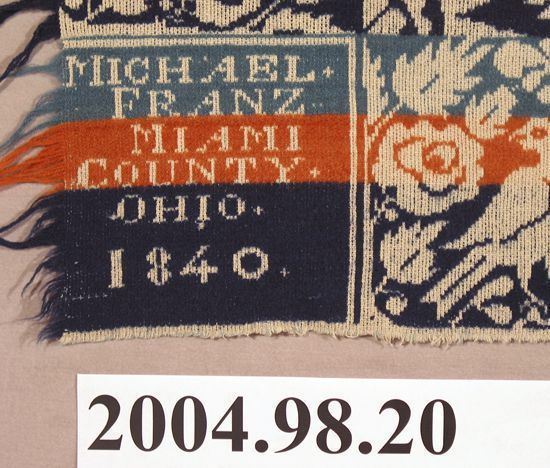 MICHAEL.
FRANZ.
MIAMI
COUNTY.
OHIO.
1840.
2004.98.20